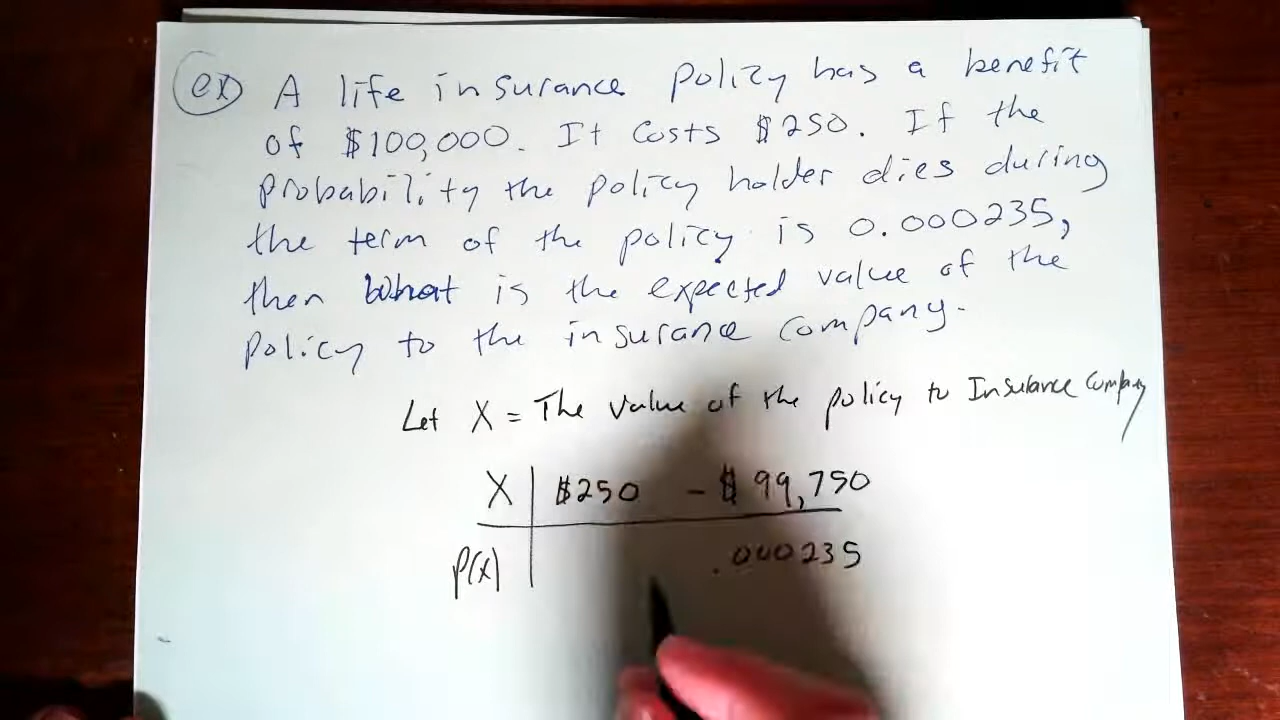 ex A life insurance policy has a benefit
of $100,000. It costs $250. If the
probability the policy holder dies during
the term of the policy is 0.000235,
then what is the expected value of the
policy to the insurance company.
Let X = The value of the policy to Insurance Company
X $250 -$99,750
P(X) .000235